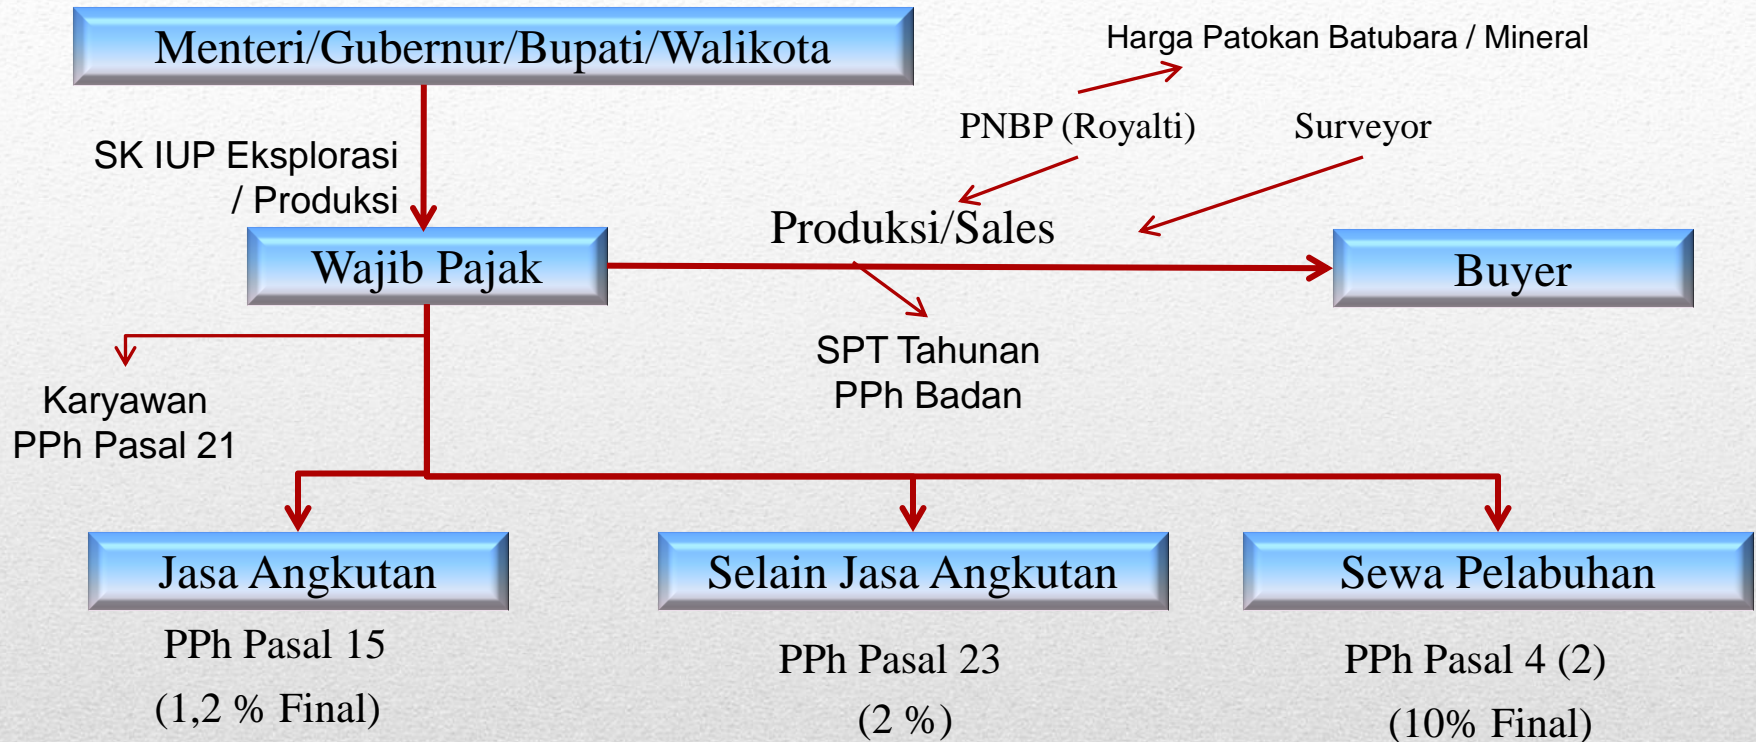 Menteri/Gubernur/Bupati/Walikota
Harga Patokan Batubara / Mineral
PNBP (Royalti)
Surveyor
SK IUP Eksplorasi
/ Produksi
Produksi/Sales
Wajib Pajak
Buyer
SPT Tahunan
PPh Badan
Karyawan
PPh Pasal 21
Jasa Angkutan
Selain Jasa Angkutan
Sewa Pelabuhan
PPh Pasal 15
(1,2 % Final)
PPh Pasal 23
(2 %)
PPh Pasal 4 (2)
(10% Final)